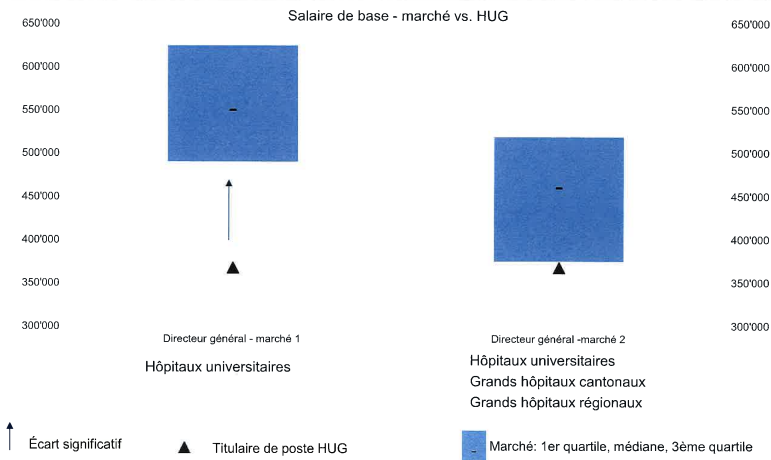 Salaire de base - marché vs. HUG
650'000
600'000
550'000
500'000
450'000
400'000
350'000
300'000
650'000
600'000
550'000
500'000
450'000
400'000
350'000
300'000
Directeur général - marché 1
Hôpitaux universitaires
Directeur général -marché 2
Hôpitaux universitaires
Grands hôpitaux cantonaux
Grands hôpitaux régionaux
Écart significatif
Titulaire de poste HUG
Marché: 1er quartile, médiane, 3ème quartile